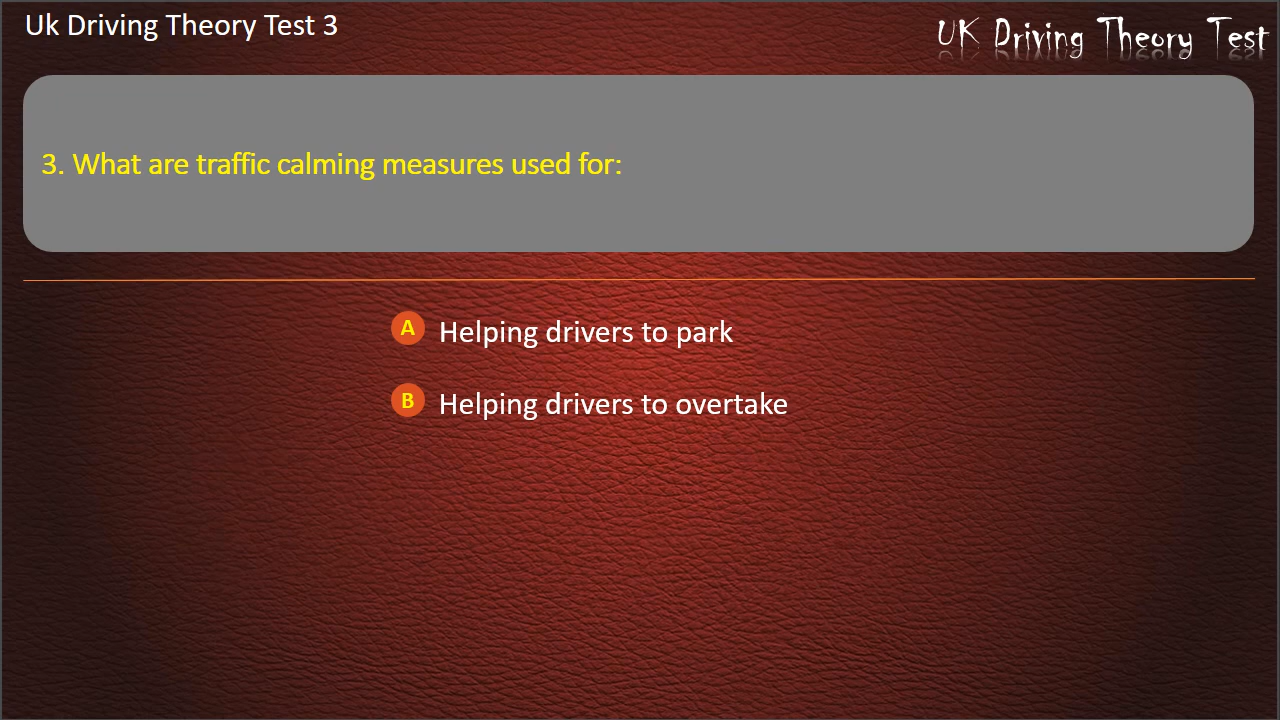 Uk Driving Theory Test 3
UK Driving Theory Test
3. What are traffic calming measures used for:
A Helping drivers to park
B Helping drivers to overtake